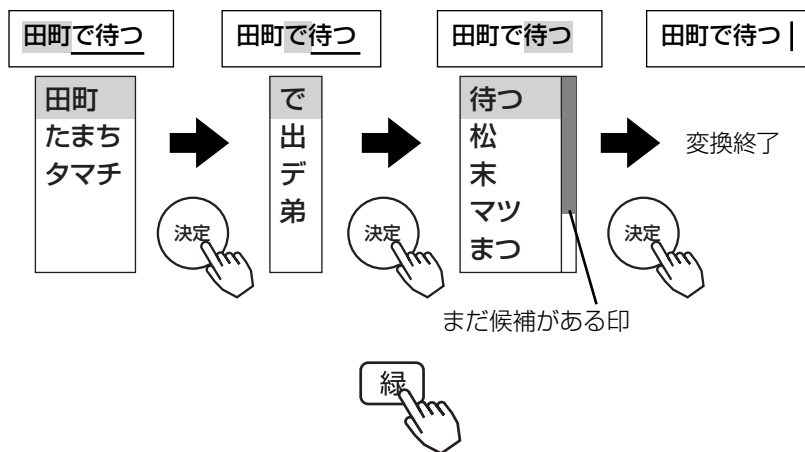 田町で待つ
田町で待つ
田町で待つ
田町で待つ
田町
たまち
タマチ
決定
で
出
デ
弟
決定
待つ
松
末
マツ
まつ
決定
変換終了
まだ候補がある印
緑